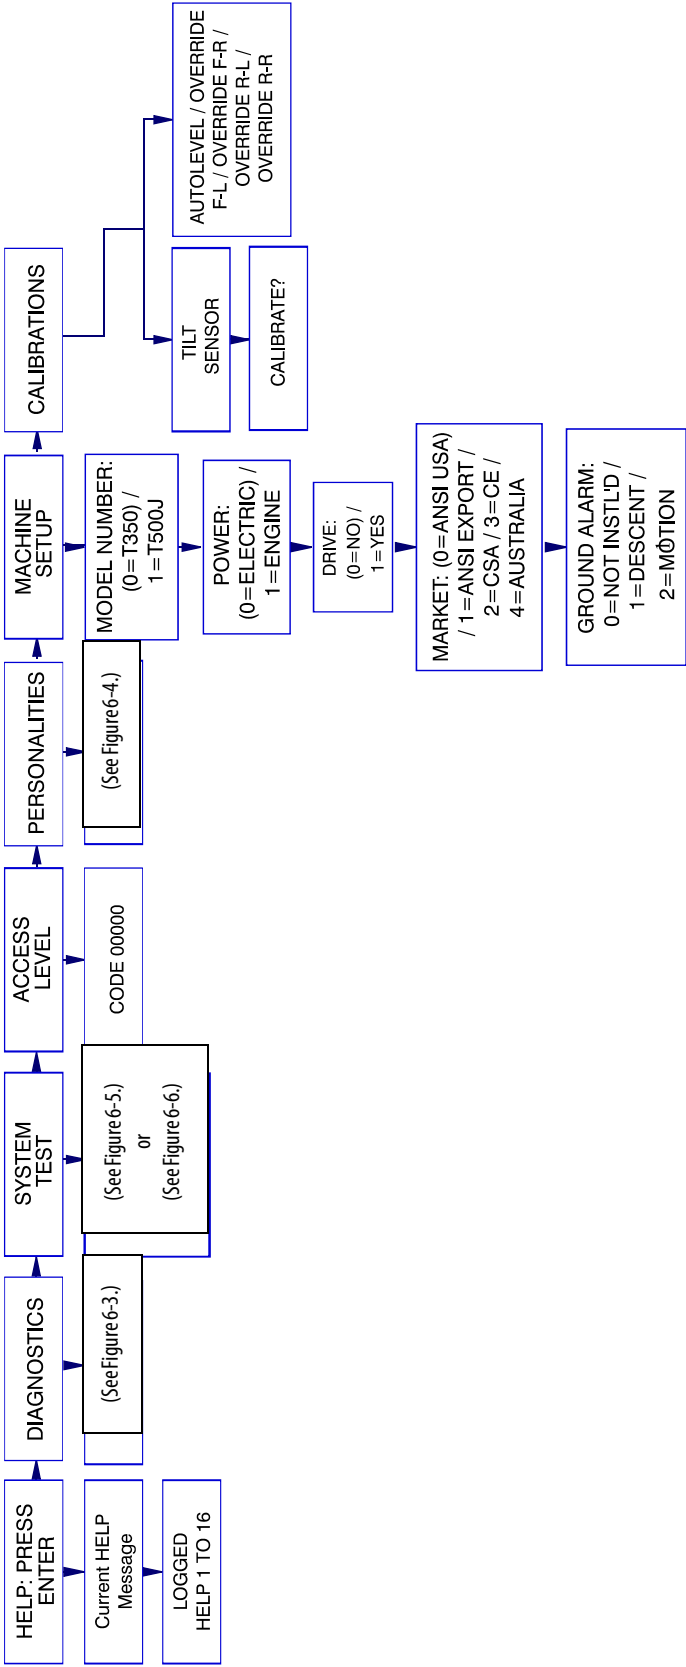 HELP: PRESS
ENTER
Current HELP
Message
LOGGED
HELP 1 TO 16
DIAGNOSTICS
(See Figure 6-3.)
SYSTEM
TEST
(See Figure 6-5.)
or
(See Figure 6-6.)
ACCESS
LEVEL
CODE 00000
PERSONALITIES
(See Figure 6-4.)
MACHINE
SETUP
MODEL NUMBER:
(0=T350) /
1=T500J
POWER:
(0=ELECTRIC) /
1=ENGINE
DRIVE:
(0=NO) /
1=YES
MARKET: (0=ANSI USA)
/ 1=ANSI EXPORT /
2=CSA / 3=CE /
4=AUSTRALIA
GROUND ALARM:
0=NOT INSTL'D /
1=DESCENT /
2=MOTION
CALIBRATIONS
TILT
SENSOR
CALIBRATE?
AUTOLEVEL / OVERRIDE
F-L / OVERRIDE F-R /
OVERRIDE R-L /
OVERRIDE R-R